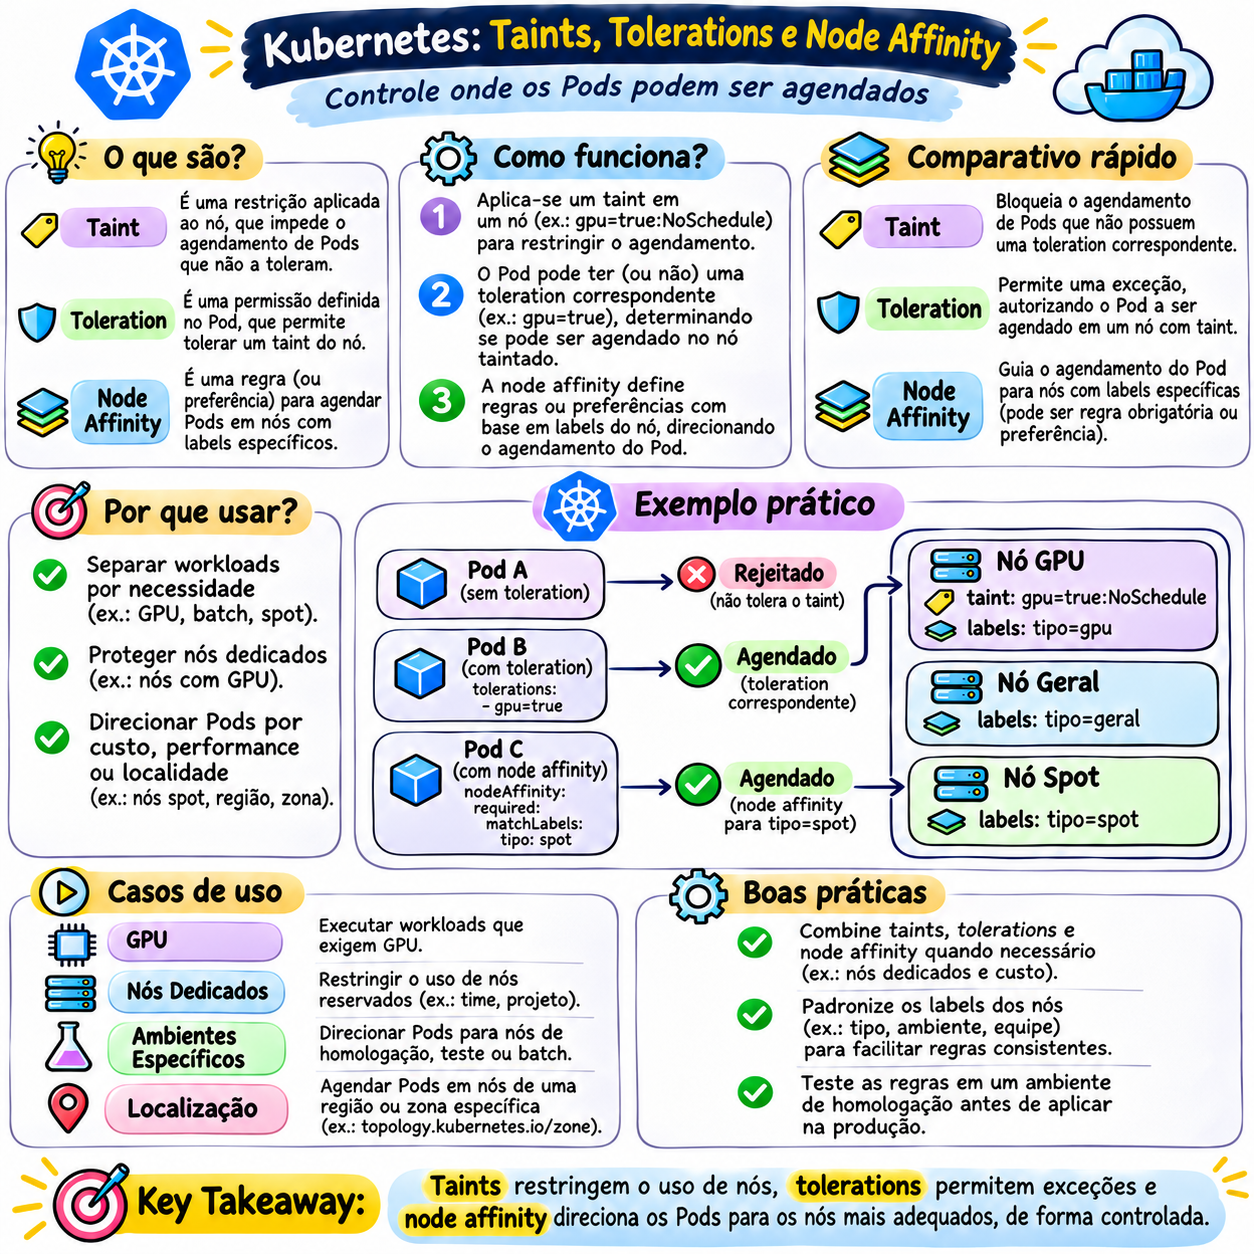 Kubernetes: Taints, Tolerations e Node Affinity
Controle onde os Pods podem ser agendados
O que são?
Taint
É uma restrição aplicada
ao nó, que impede o
agendamento de Pods
que não a toleram.
Toleration
É uma permissão definida
no Pod, que permite
tolerar um taint do nó.
Node
Affinity
É uma regra (ou
preferência) para agendar
Pods em nós com
labels específicos.
Como funciona?
1
Aplica-se um taint em
um nó (ex.: gpu=true:NoSchedule)
para restringir o agendamento.
2
O Pod pode ter (ou não) uma
toleration correspondente
(ex.: gpu=true), determinando
se pode ser agendado no nó
taintado.
3
A node affinity define
regras ou preferências com
base em labels do nó, direcionando
o agendamento do Pod.
Comparativo rápido
Taint
Bloqueia o agendamento
de Pods que não possuem
uma toleration correspondente.
Toleration
Permite uma exceção,
autorizando o Pod a ser
agendado em um nó com taint.
Node
Affinity
Guia o agendamento do Pod
para nós com labels específicas
(pode ser regra obrigatória ou
preferência).
Por que usar?
Separar workloads
por necessidade
(ex.: GPU, batch, spot).
Proteger nós dedicados
(ex.: nós com GPU).
Direcionar Pods por
custo, performance
ou localidade
(ex.: nós spot, região, zona).
Exemplo prático
Pod A
(sem toleration)
Rejeitado
(não tolera o taint)
Pod B
(com toleration)
tolerations:
- gpu=true
Agendado
(toleration
correspondente)
Pod C
(com node affinity)
nodeAffinity:
required:
matchLabels:
tipo: spot
Agendado
(node affinity
para tipo=spot)
Nó GPU
taint: gpu=true:NoSchedule
labels: tipo=gpu
Nó Geral
labels: tipo=geral
Nó Spot
labels: tipo=spot
Casos de uso
GPU
Executar workloads que
exigem GPU.
Nós Dedicados
Restringir o uso de nós
reservados (ex.: time, projeto).
Ambientes
Específicos
Direcionar Pods para nós de
homologação, teste ou batch.
Localização
Agendar Pods em nós de uma
região ou zona específica
(ex.: topology.kubernetes.io/zone).
Boas práticas
Combine taints, tolerations e
node affinity quando necessário
(ex.: nós dedicados e custo).
Padronize os labels dos nós
(ex.: tipo, ambiente, equipe)
para facilitar regras consistentes.
Teste as regras em um ambiente
de homologação antes de aplicar
na produção.
Key Takeaway:
Taints restringem o uso de nós, tolerations permitem exceções e
node affinity direciona os Pods para os nós mais adequados, de forma controlada.